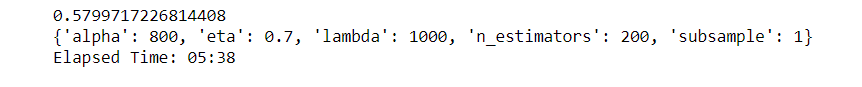 0.5799717226814408
{'alpha': 800, 'eta': 0.7, 'lambda': 1000, 'n_estimators': 200, 'subsample': 1}
Elapsed Time: 05:38